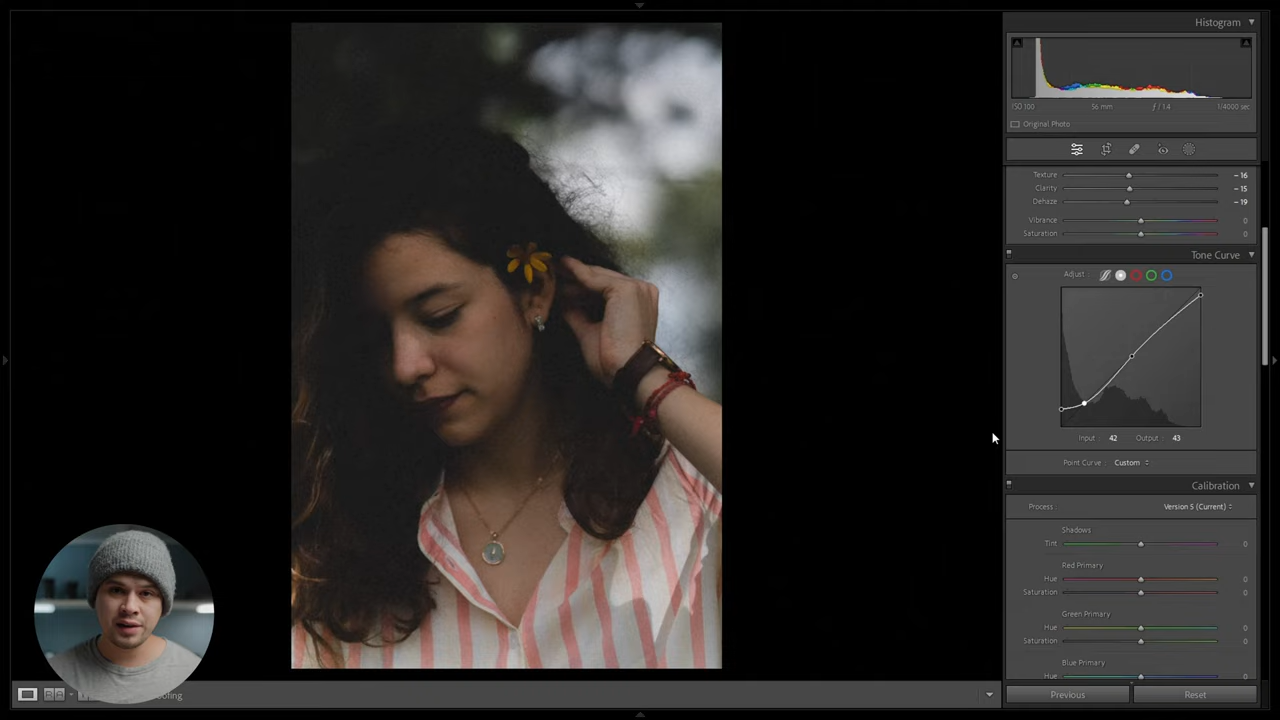 Histogram
ISO 100 56 mm ƒ / 1.4 1/4000 sec
Original Photo
Texture - 16
Clarity - 15
Dehaze - 19
Vibrance 0
Saturation 0
Tone Curve
Adjust :
Input : 42 Output : 43
Point Curve : Custom
Calibration
Process : Version 5 (Current)
Shadows
Tint 0
Red Primary
Hue 0
Saturation 0
Green Primary
Hue 0
Saturation 0
Blue Primary
Hue 0
Previous Reset